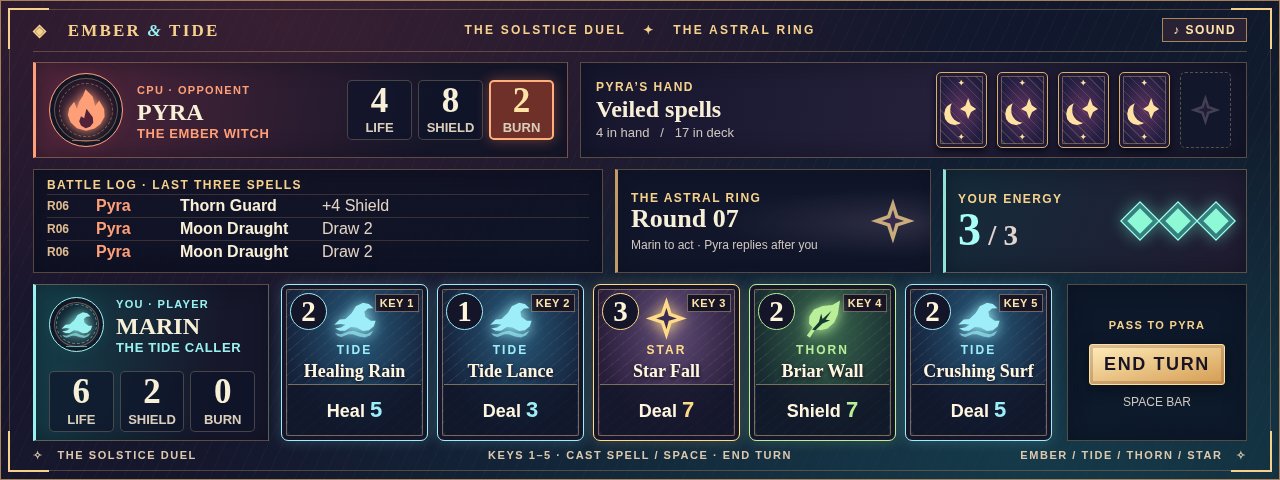 ◈ EMBER & TIDE
THE SOLSTICE DUEL ✦ THE ASTRAL RING
♪ SOUND
CPU · OPPONENT
PYRA
THE EMBER WITCH
4 LIFE
8 SHIELD
2 BURN
PYRA'S HAND
Veiled spells
4 in hand / 17 in deck
BATTLE LOG · LAST THREE SPELLS
R06 Pyra Thorn Guard +4 Shield
R06 Pyra Moon Draught Draw 2
R06 Pyra Moon Draught Draw 2
THE ASTRAL RING
Round 07
Marin to act · Pyra replies after you
YOUR ENERGY
3 / 3
YOU · PLAYER
MARIN
THE TIDE CALLER
6 LIFE
2 SHIELD
0 BURN
2 KEY 1
TIDE
Healing Rain
Heal 5
1 KEY 2
TIDE
Tide Lance
Deal 3
3 KEY 3
STAR
Star Fall
Deal 7
2 KEY 4
THORN
Briar Wall
Shield 7
2 KEY 5
TIDE
Crushing Surf
Deal 5
PASS TO PYRA
END TURN
SPACE BAR
✧ THE SOLSTICE DUEL
KEYS 1–5 · CAST SPELL / SPACE · END TURN
EMBER / TIDE / THORN / STAR ✧